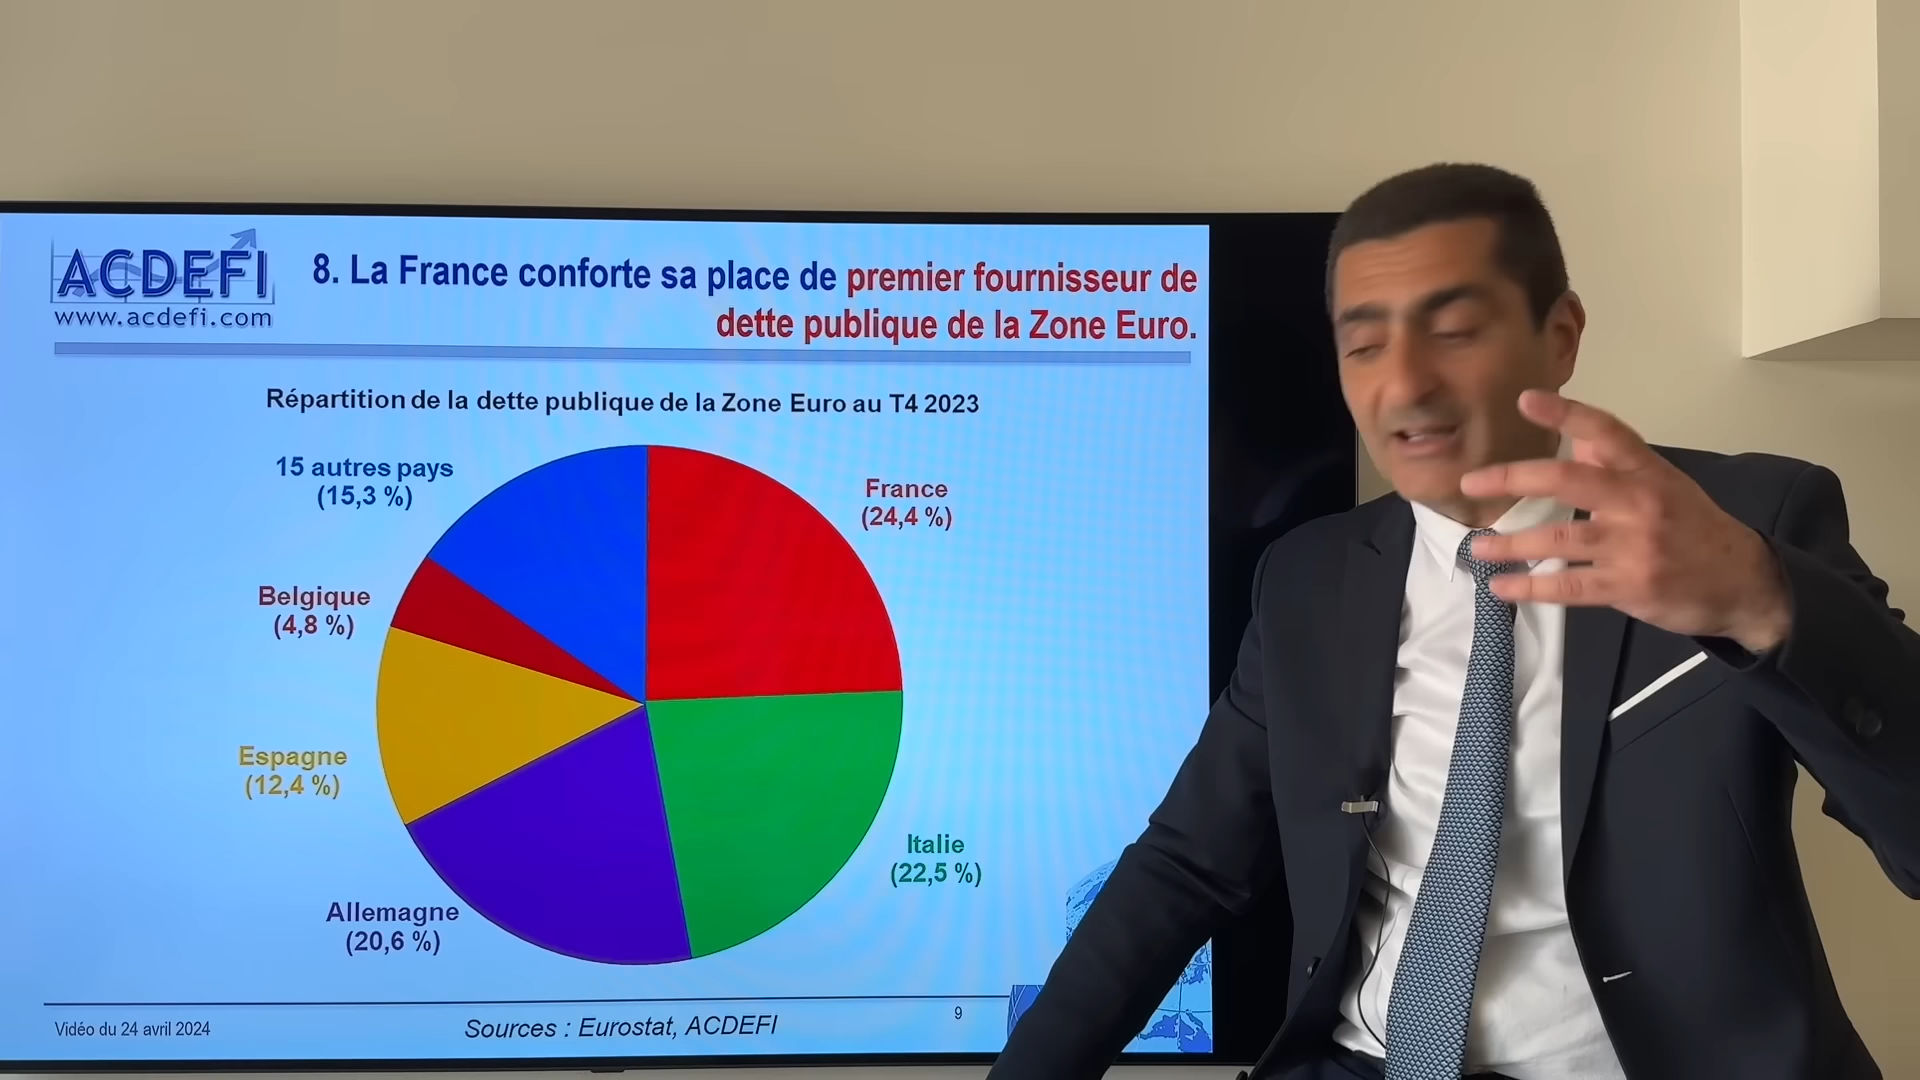 ACDEFI
www.acdefi.com
8. La France conforte sa place de premier fournisseur de
dette publique de la Zone Euro.
Répartition de la dette publique de la Zone Euro au T4 2023
15 autres pays
(15,3 %)
France
(24,4 %)
Belgique
(4,8 %)
Espagne
(12,4 %)
Italie
(22,5 %)
Allemagne
(20,6 %)
Vidéo du 24 avril 2024
Sources : Eurostat, ACDEFI
9